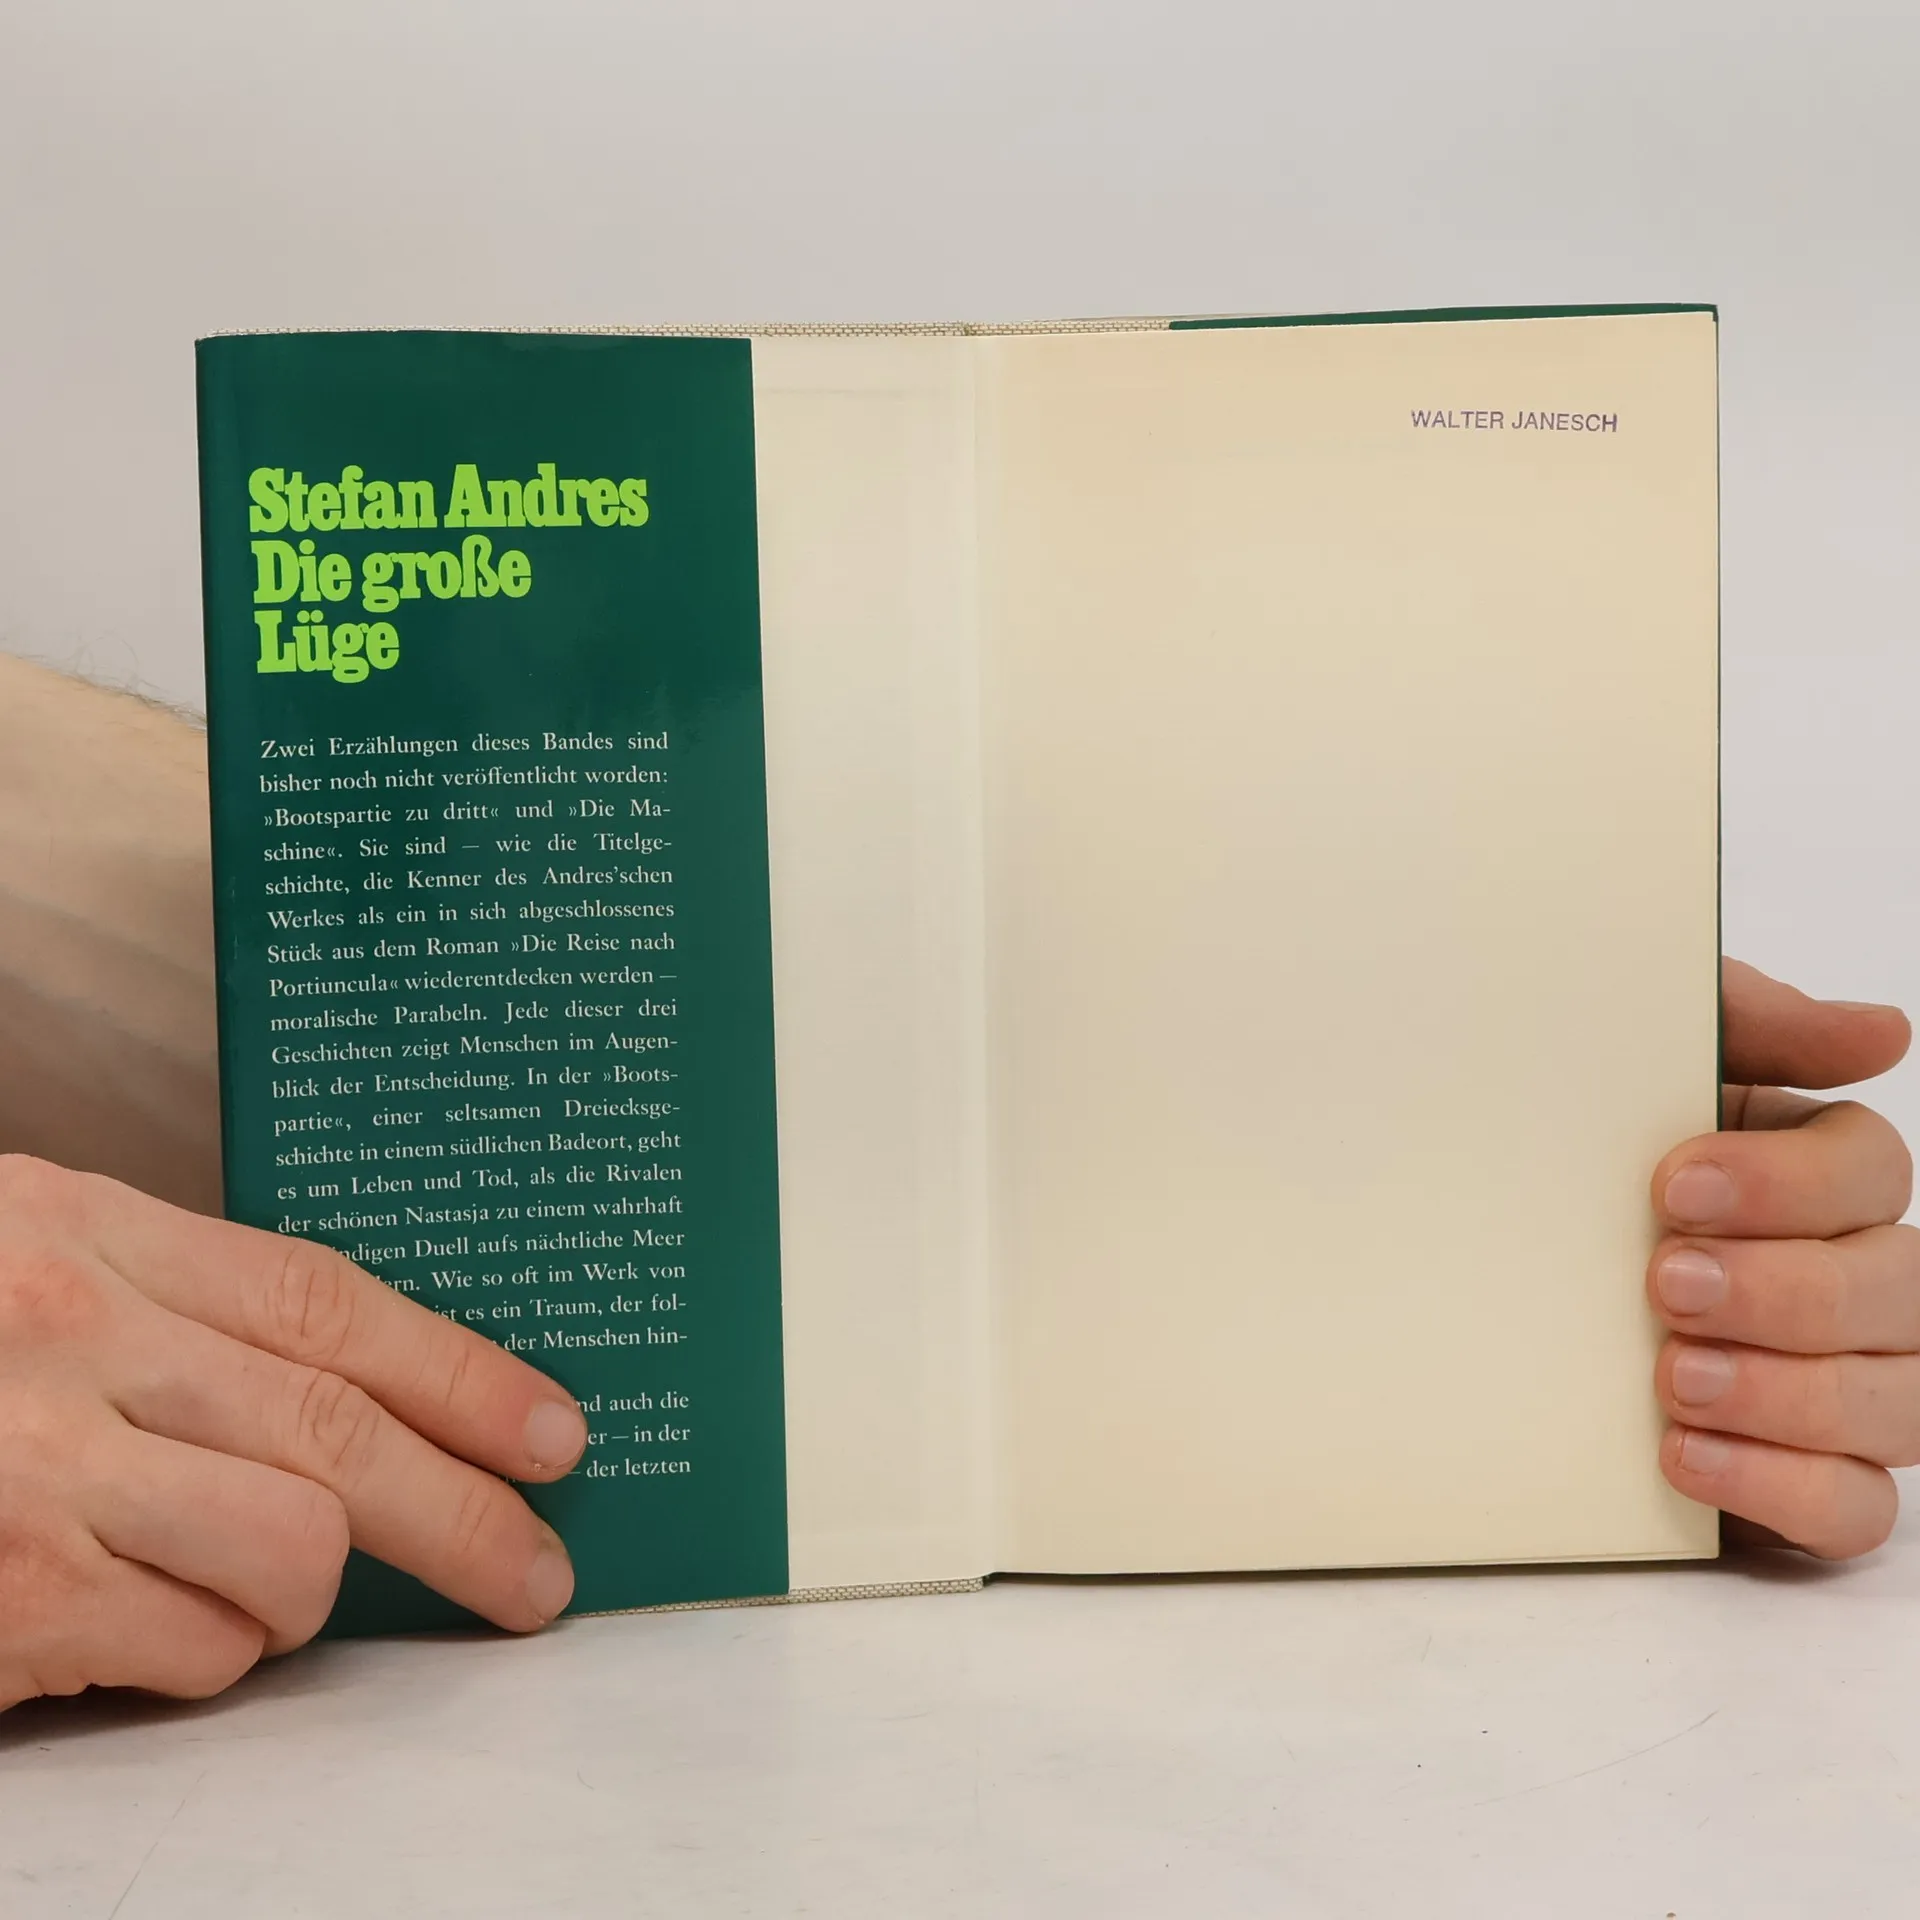 Stefan Andres
Die große
Lüge
Zwei Erzählungen dieses Bandes sind
bisher noch nicht veröffentlicht worden:
»Bootspartie zu dritt« und »Die Ma-
schine«. Sie sind — wie die Titelge-
schichte, die Kenner des Andres’schen
Werkes als ein in sich abgeschlossenes
Stück aus dem Roman »Die Reise nach
Portiuncula« wiederentdecken werden —
moralische Parabeln. Jede dieser drei
Geschichten zeigt Menschen im Augen-
blick der Entscheidung. In der »Boots-
partie«, einer seltsamen Dreiecksge-
schichte in einem südlichen Badeort, geht
es um Leben und Tod, als die Rivalen
der schönen Nastasja zu einem wahrhaft
Duell aufs nächtliche Meer
Wie so oft im Werk von
ist es ein Traum, der fol-
der Menschen hin-
auch die
— in der
— der letzten
WALTER JANESCH